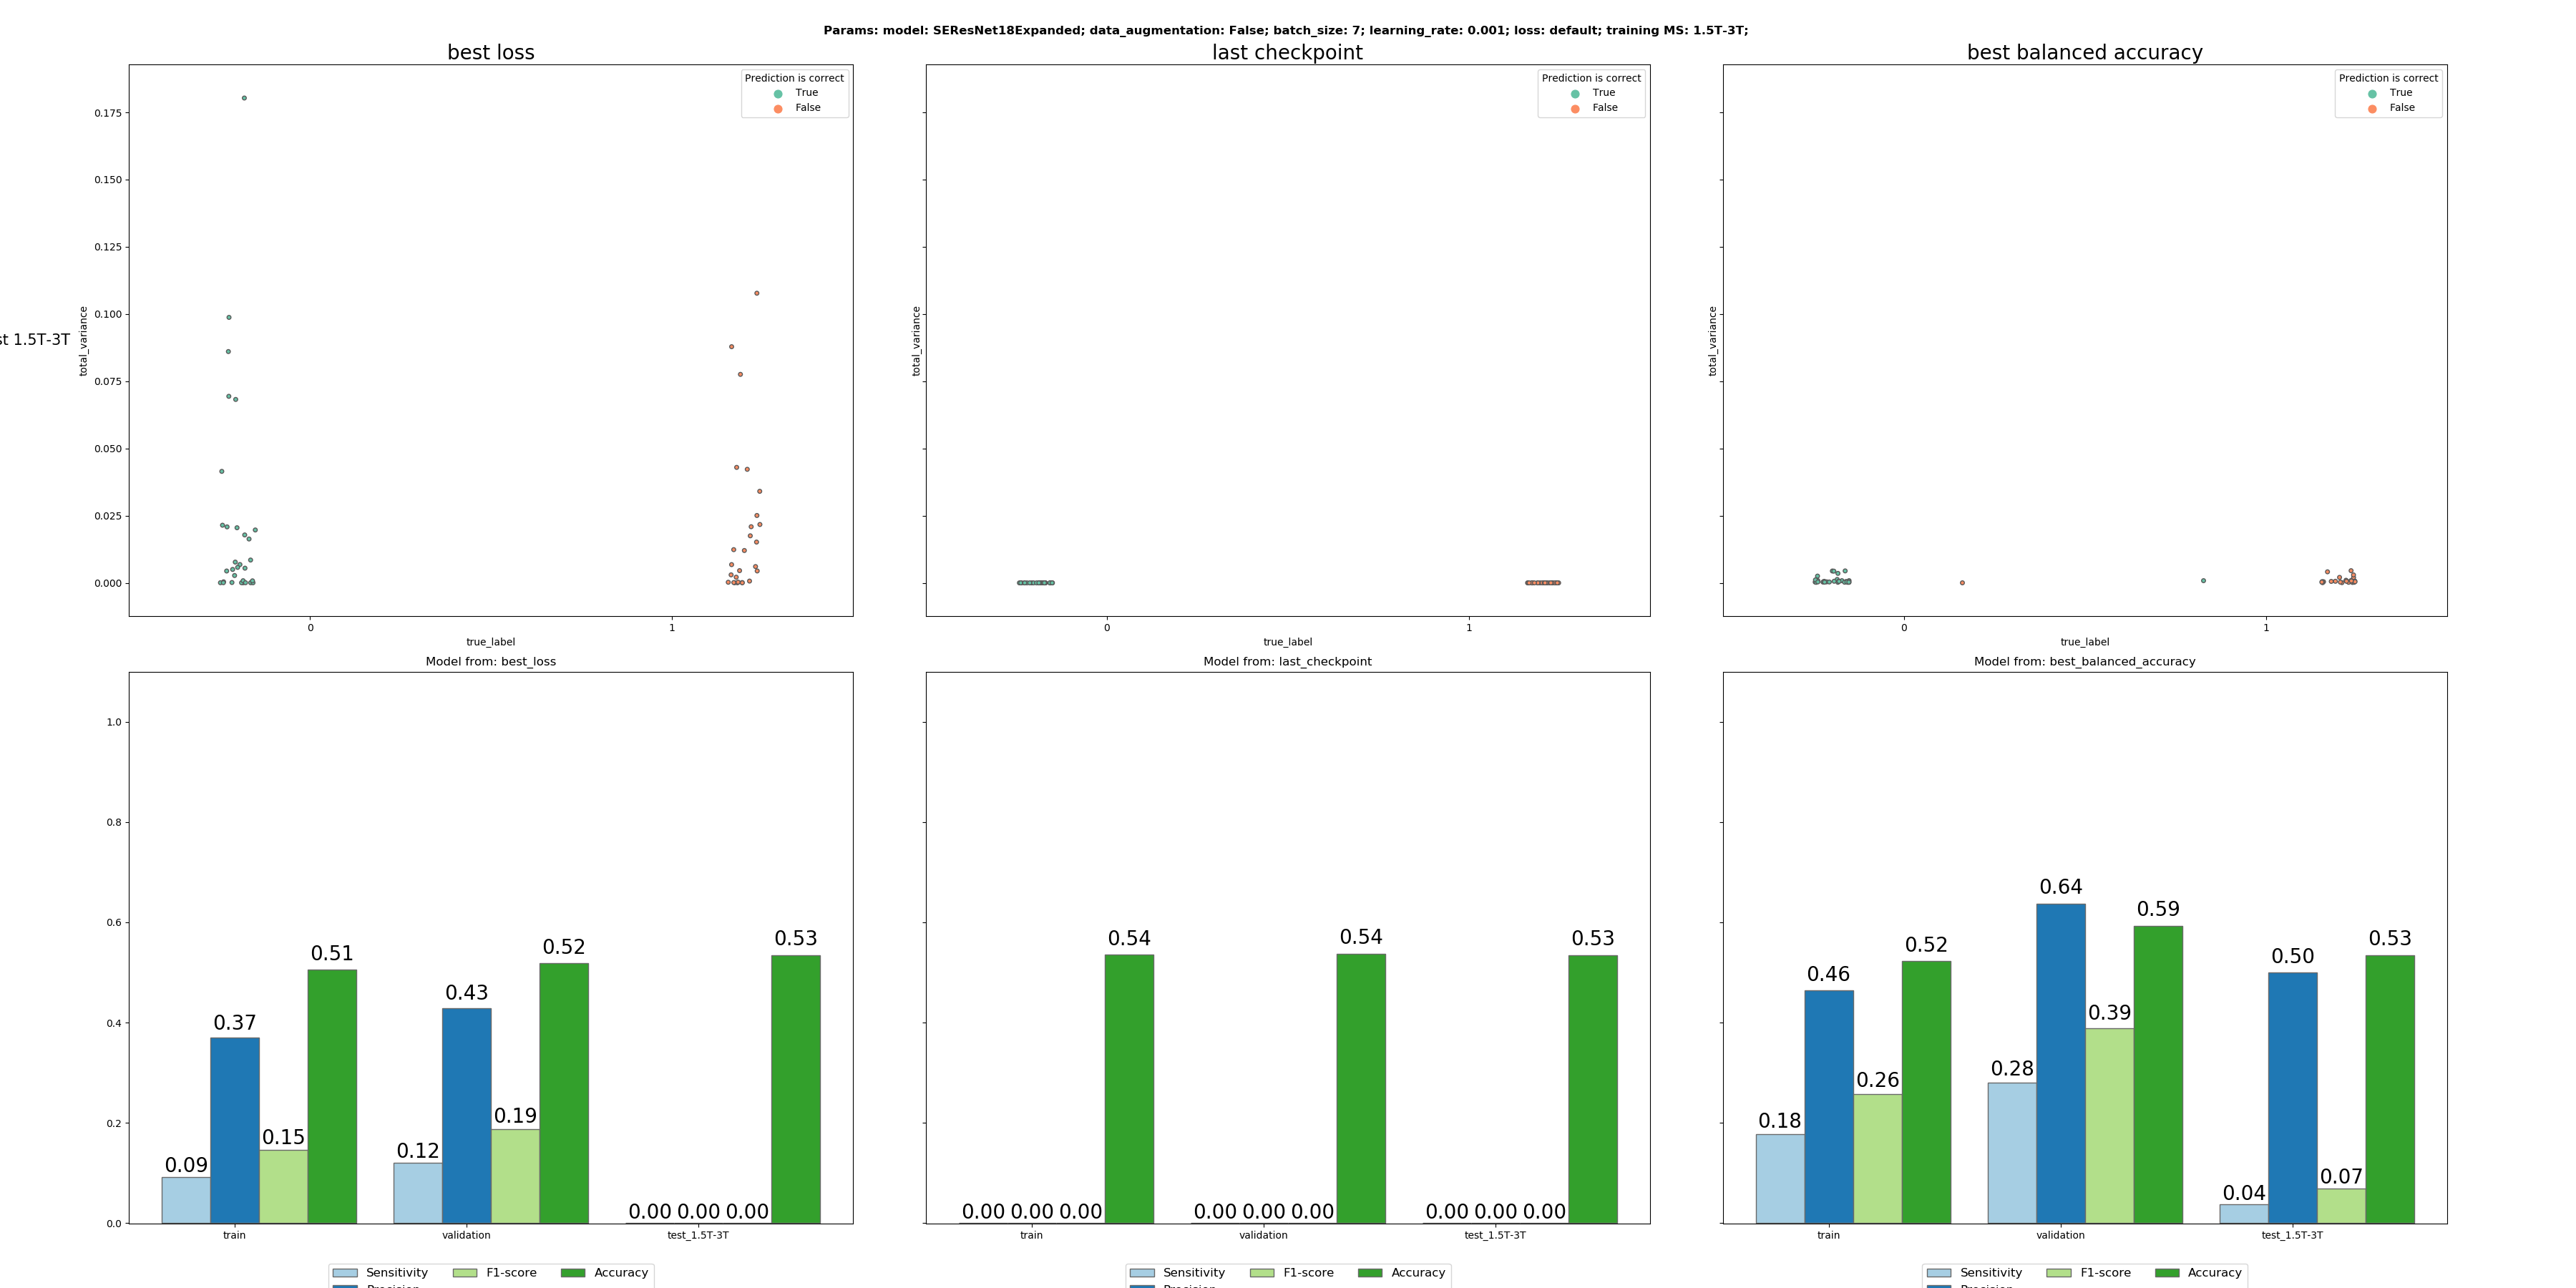 Params: model: SEResNet18Expanded; data_augmentation: False; batch_size: 7; learning_rate: 0.001; loss: default; training MS: 1.5T-3T;
best loss
last checkpoint
best balanced accuracy
Prediction is correct
True
False
Prediction is correct
True
False
Prediction is correct
True
False
0.175
0.150
0.125
0.100
0.075
0.050
0.025
0.000
1.5T-3T
total_variance
total_variance
total_variance
0
1
0
1
0
1
true_label
true_label
true_label
Model from: best_loss
Model from: last_checkpoint
Model from: best_balanced_accuracy
1.0
0.8
0.6
0.4
0.2
0.0
0.09
0.37
0.15
0.51
0.12
0.43
0.19
0.52
0.00 0.00 0.00
0.53
0.00 0.00 0.00
0.54
0.00 0.00 0.00
0.54
0.00 0.00 0.00
0.53
0.18
0.46
0.26
0.52
0.28
0.64
0.39
0.59
0.04
0.50
0.07
0.53
train
validation
test_1.5T-3T
train
validation
test_1.5T-3T
train
validation
test_1.5T-3T
Sensitivity
F1-score
Accuracy
Sensitivity
F1-score
Accuracy
Sensitivity
F1-score
Accuracy